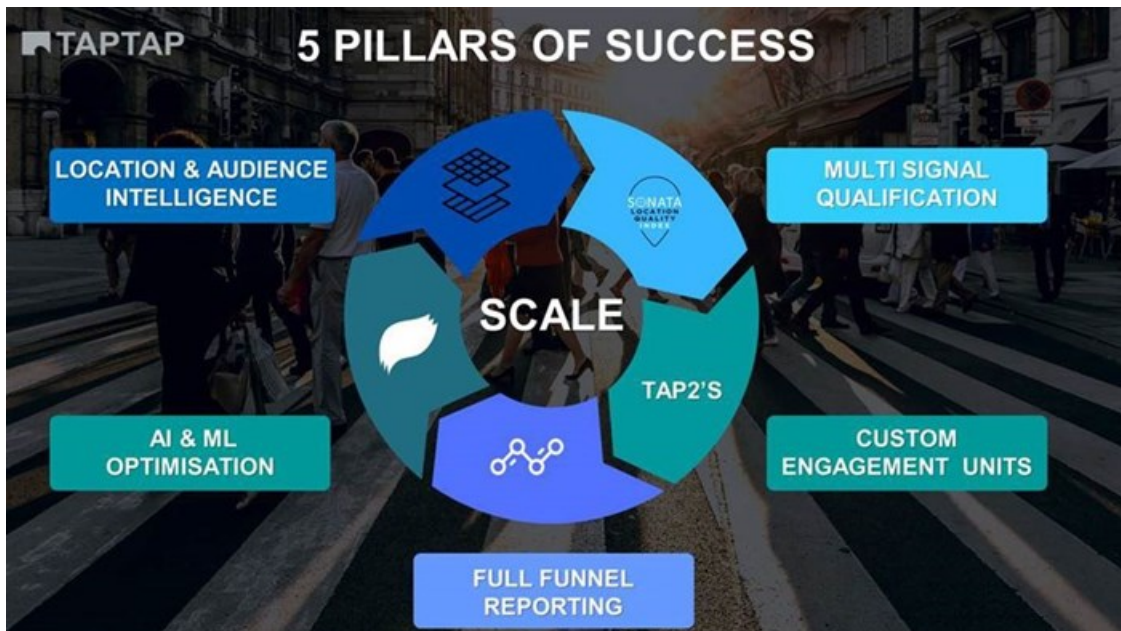 TAPTAP
5 PILLARS OF SUCCESS
LOCATION & AUDIENCE
INTELLIGENCE
MULTI SIGNAL
QUALIFICATION
SONATA
LOCATION
QUALITY
INDEX
SCALE
TAP2'S
AI & ML
OPTIMISATION
CUSTOM
ENGAGEMENT UNITS
FULL FUNNEL
REPORTING